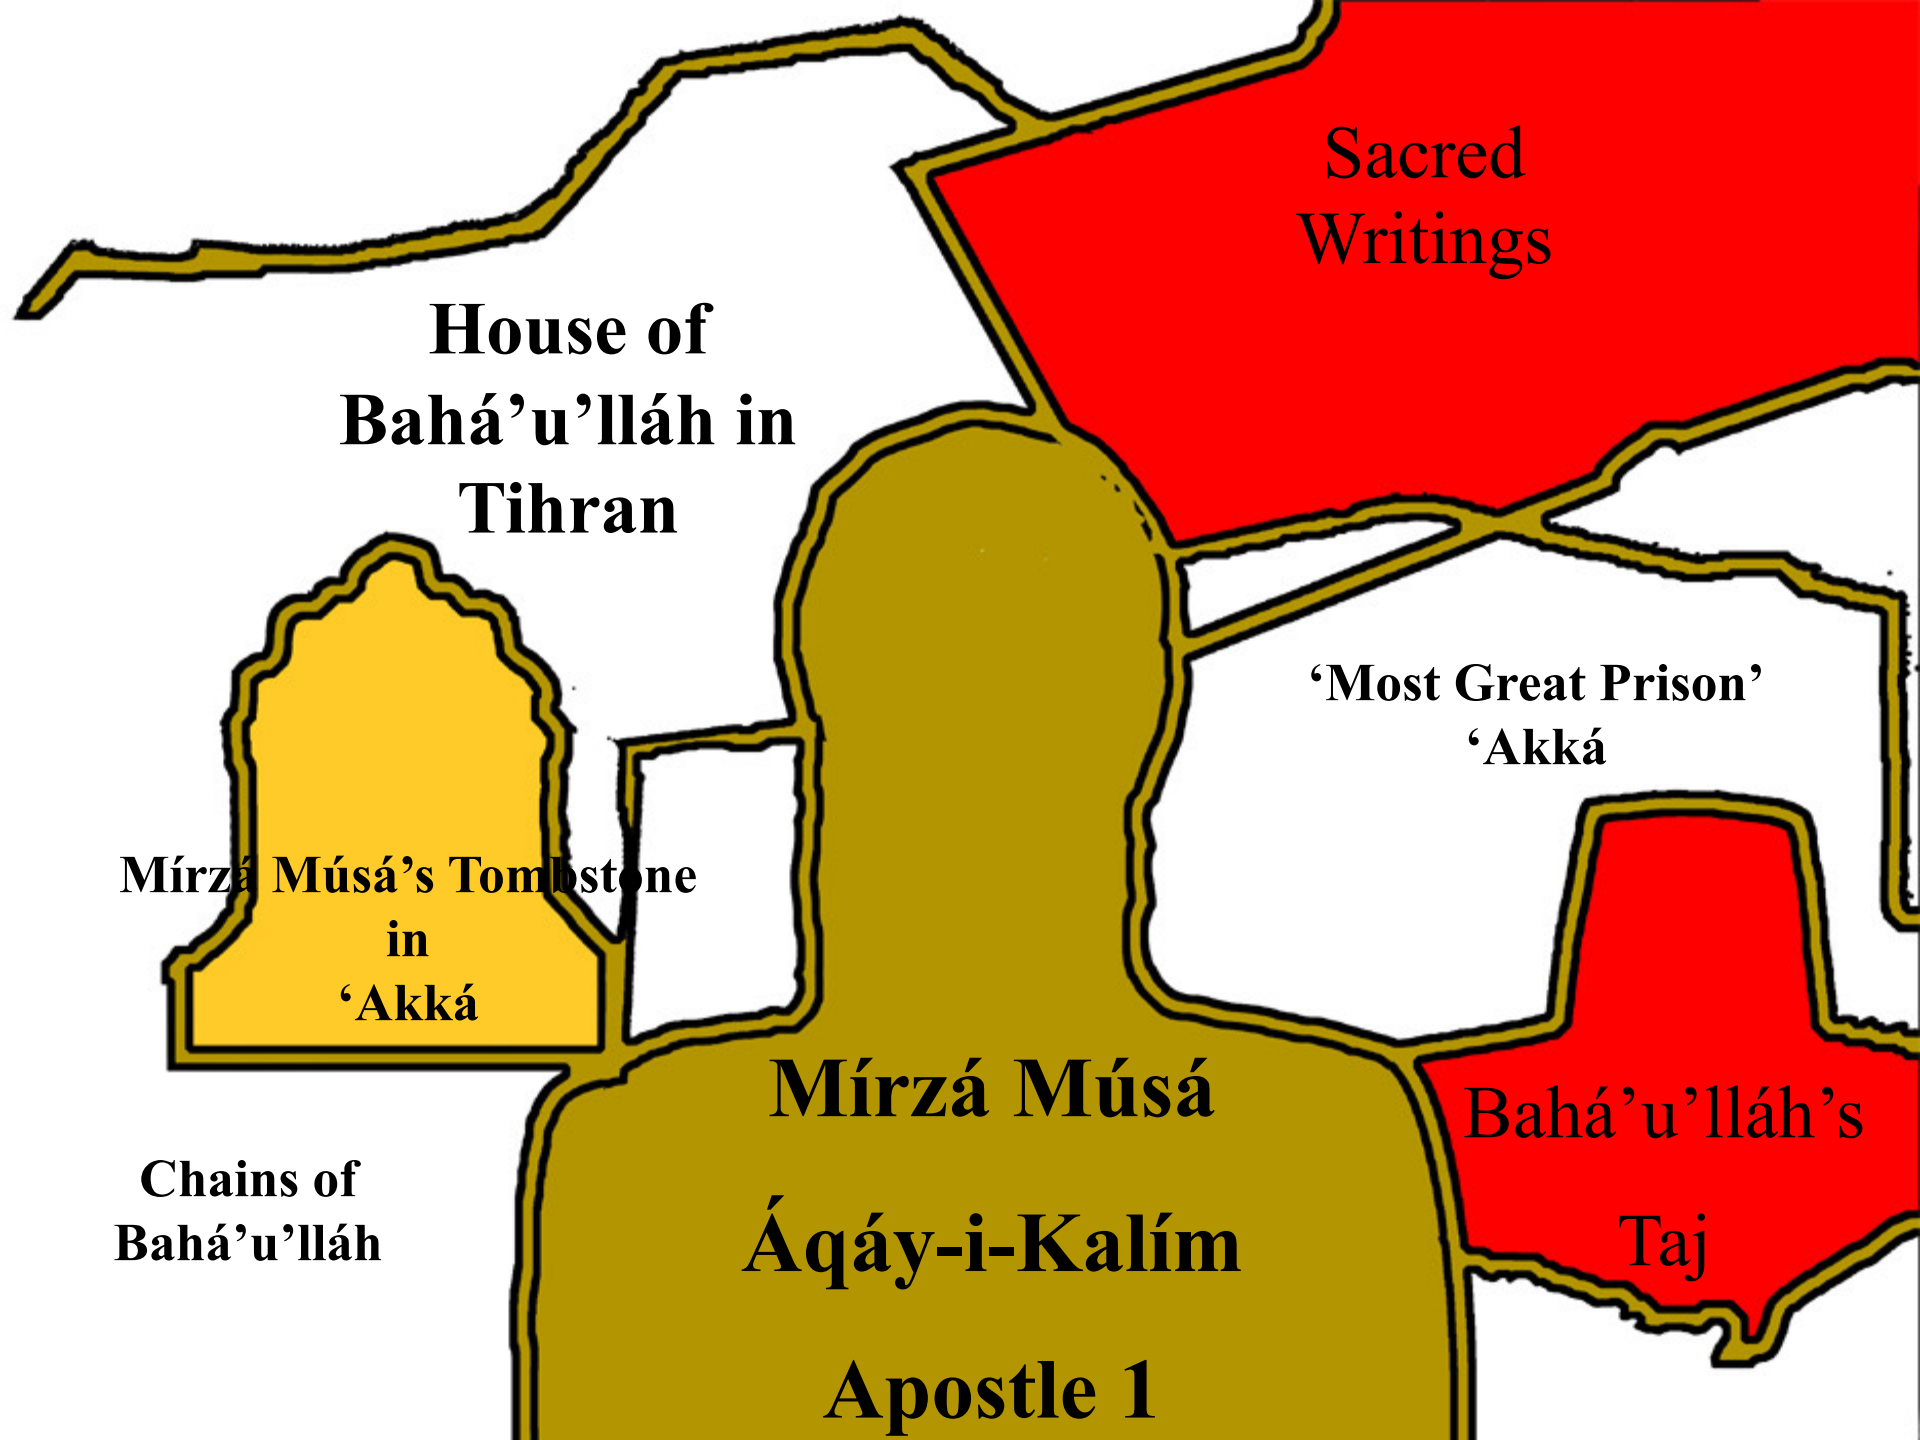 Sacred
Writings
House of
Bahá’u’lláh in
Tihran
‘Most Great Prison’
‘Akká
Mírzá Músá’s Tombstone
in
‘Akká
Mírzá Músá
Áqáy-i-Kalím
Apostle 1
Bahá’u’lláh’s
Taj
Chains of
Bahá’u’lláh